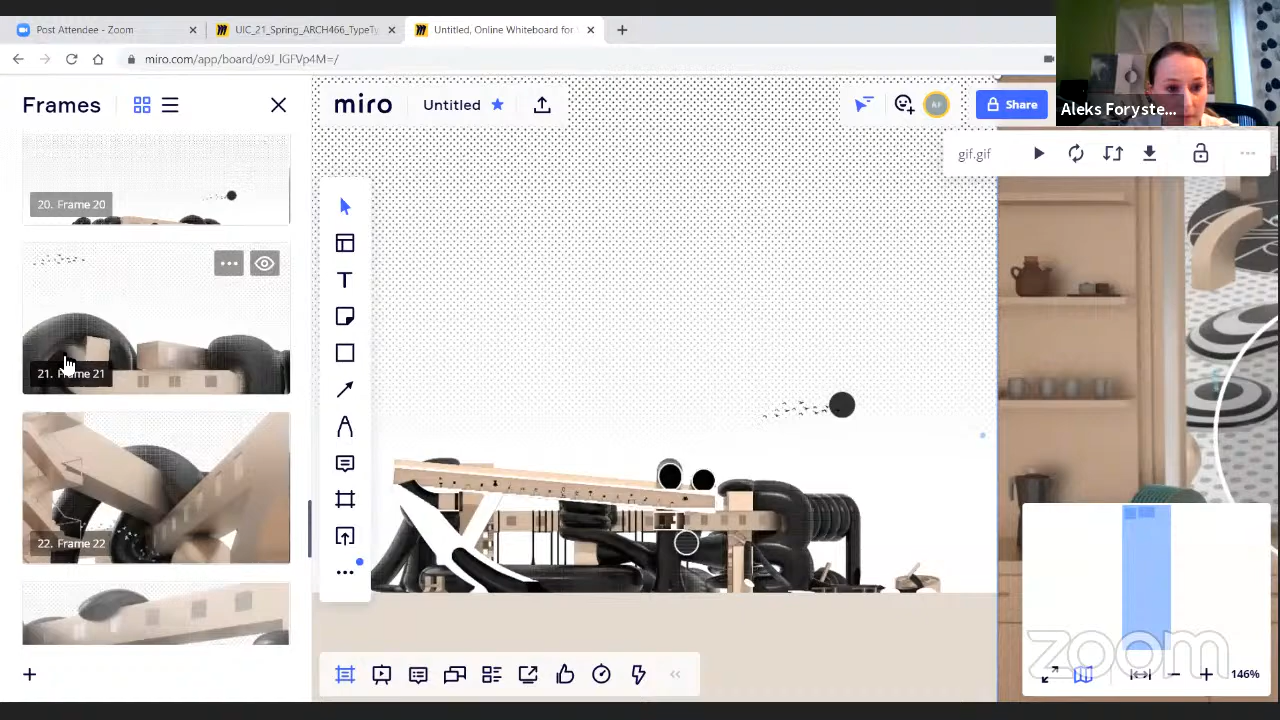 Post Attendee - Zoom
UIC_21_Spring_ARCH466_TypeTy
Untitled, Online Whiteboard for
miro.com/app/board/o9J_lGFVp4M=/
Aleks Foryste...
Frames
miro
Untitled
Share
gif.gif
20. Frame 20
21. Frame 21
22. Frame 22
zoom
146%